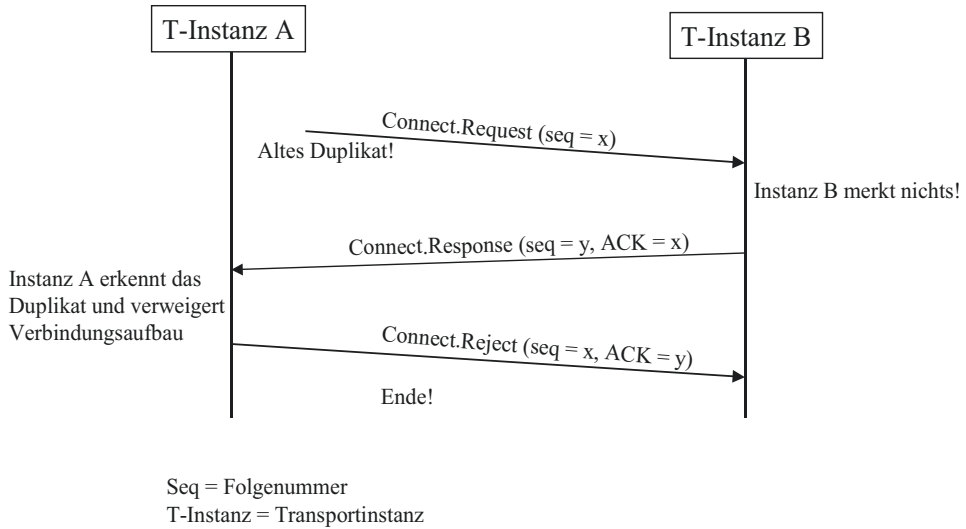 T-Instanz A
T-Instanz B
Connect.Request (seq = x)
Altes Duplikat!
Instanz B merkt nichts!
Connect.Response (seq = y, ACK = x)
Instanz A erkennt das
Duplikat und verweigert
Verbindungsaufbau
Connect.Reject (seq = x, ACK = y)
Ende!
Seq = Folgenummer
T-Instanz = Transportinstanz